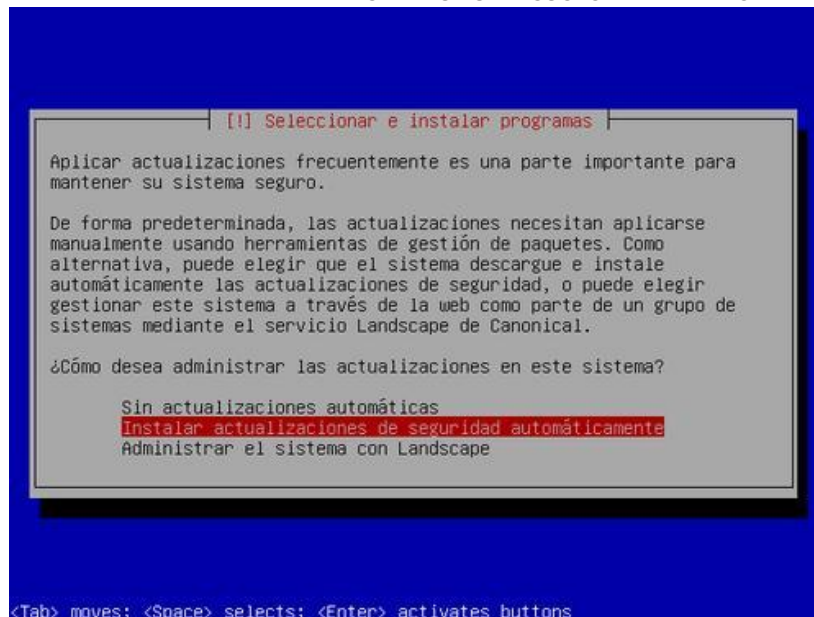 [!] Seleccionar e instalar programas
Aplicar actualizaciones frecuentemente es una parte importante para
mantener su sistema seguro.
De forma predeterminada, las actualizaciones necesitan aplicarse
manualmente usando herramientas de gestión de paquetes. Como
alternativa, puede elegir que el sistema descargue e instale
automáticamente las actualizaciones de seguridad, o puede elegir
gestionar este sistema a través de la web como parte de un grupo de
sistemas mediante el servicio Landscape de Canonical.
¿Cómo desea administrar las actualizaciones en este sistema?
Sin actualizaciones automáticas
Instalar actualizaciones de seguridad automáticamente
Administrar el sistema con Landscape
<Tab> moves; <Space> selects; <Enter> activates buttons